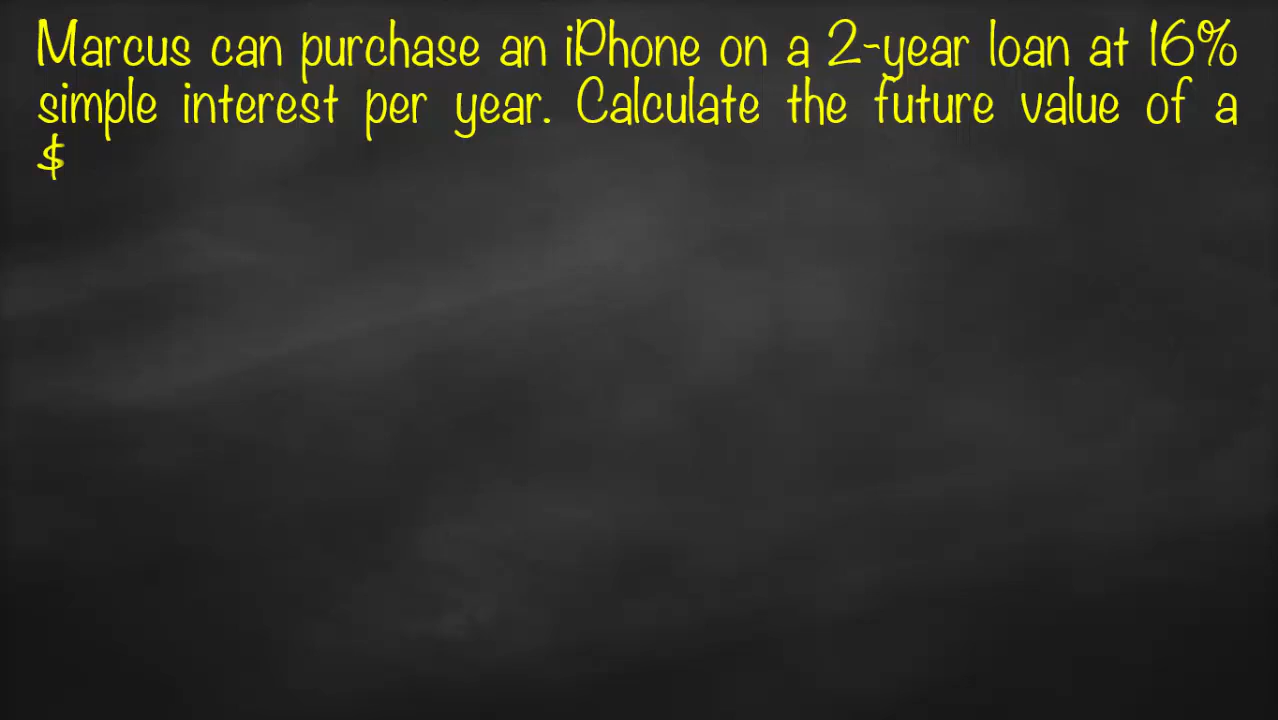 Marcus can purchase an iPhone on a 2-year loan at 16%
simple interest per year. Calculate the future value of a
$